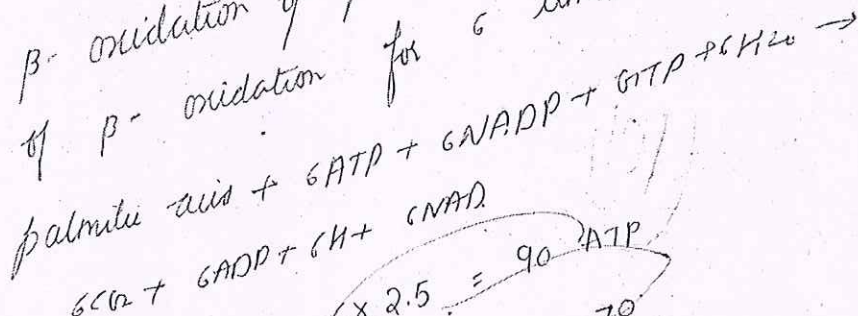 β- oxidation of
of β- oxidation for 6
palmitic acid + 6ATP + 6NADP + GTP + 6H2O →
6CO2 + 6ADP + 6H + 6NAD
x 2.5 = 90 ATP
70